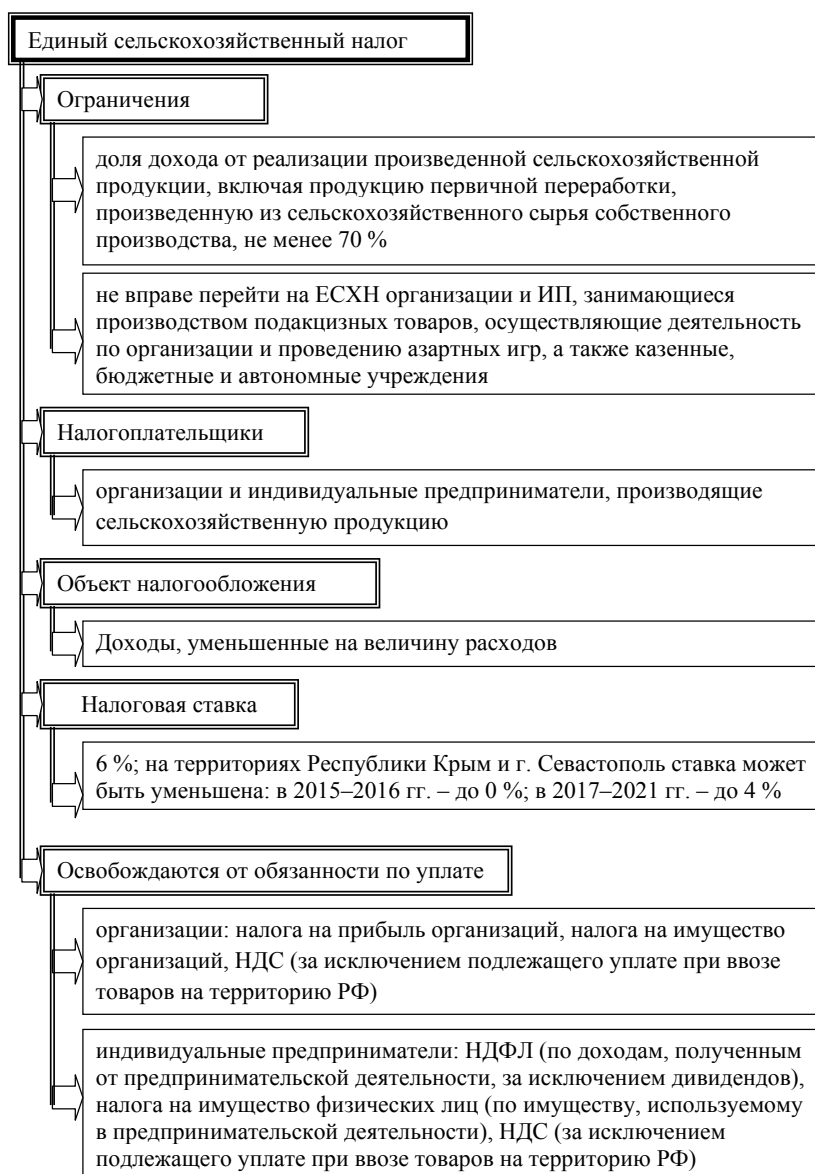 Единый сельскохозяйственный налог
Ограничения
доля дохода от реализации произведенной сельскохозяйственной
продукции, включая продукцию первичной переработки,
произведенную из сельскохозяйственного сырья собственного
производства, не менее 70 %
не вправе перейти на ЕСХН организации и ИП, занимающиеся
производством подакцизных товаров, осуществляющие деятельность
по организации и проведению азартных игр, а также казенные,
бюджетные и автономные учреждения
Налогоплательщики
организации и индивидуальные предприниматели, производящие
сельскохозяйственную продукцию
Объект налогообложения
Доходы, уменьшенные на величину расходов
Налоговая ставка
6 %; на территориях Республики Крым и г. Севастополь ставка может
быть уменьшена: в 2015–2016 гг. – до 0 %; в 2017–2021 гг. – до 4 %
Освобождаются от обязанности по уплате
организации: налога на прибыль организаций, налога на имущество
организаций, НДС (за исключением подлежащего уплате при ввозе
товаров на территорию РФ)
индивидуальные предприниматели: НДФЛ (по доходам, полученным
от предпринимательской деятельности, за исключением дивидендов),
налога на имущество физических лиц (по имуществу, используемому
в предпринимательской деятельности), НДС (за исключением
подлежащего уплате при ввозе товаров на территорию РФ)